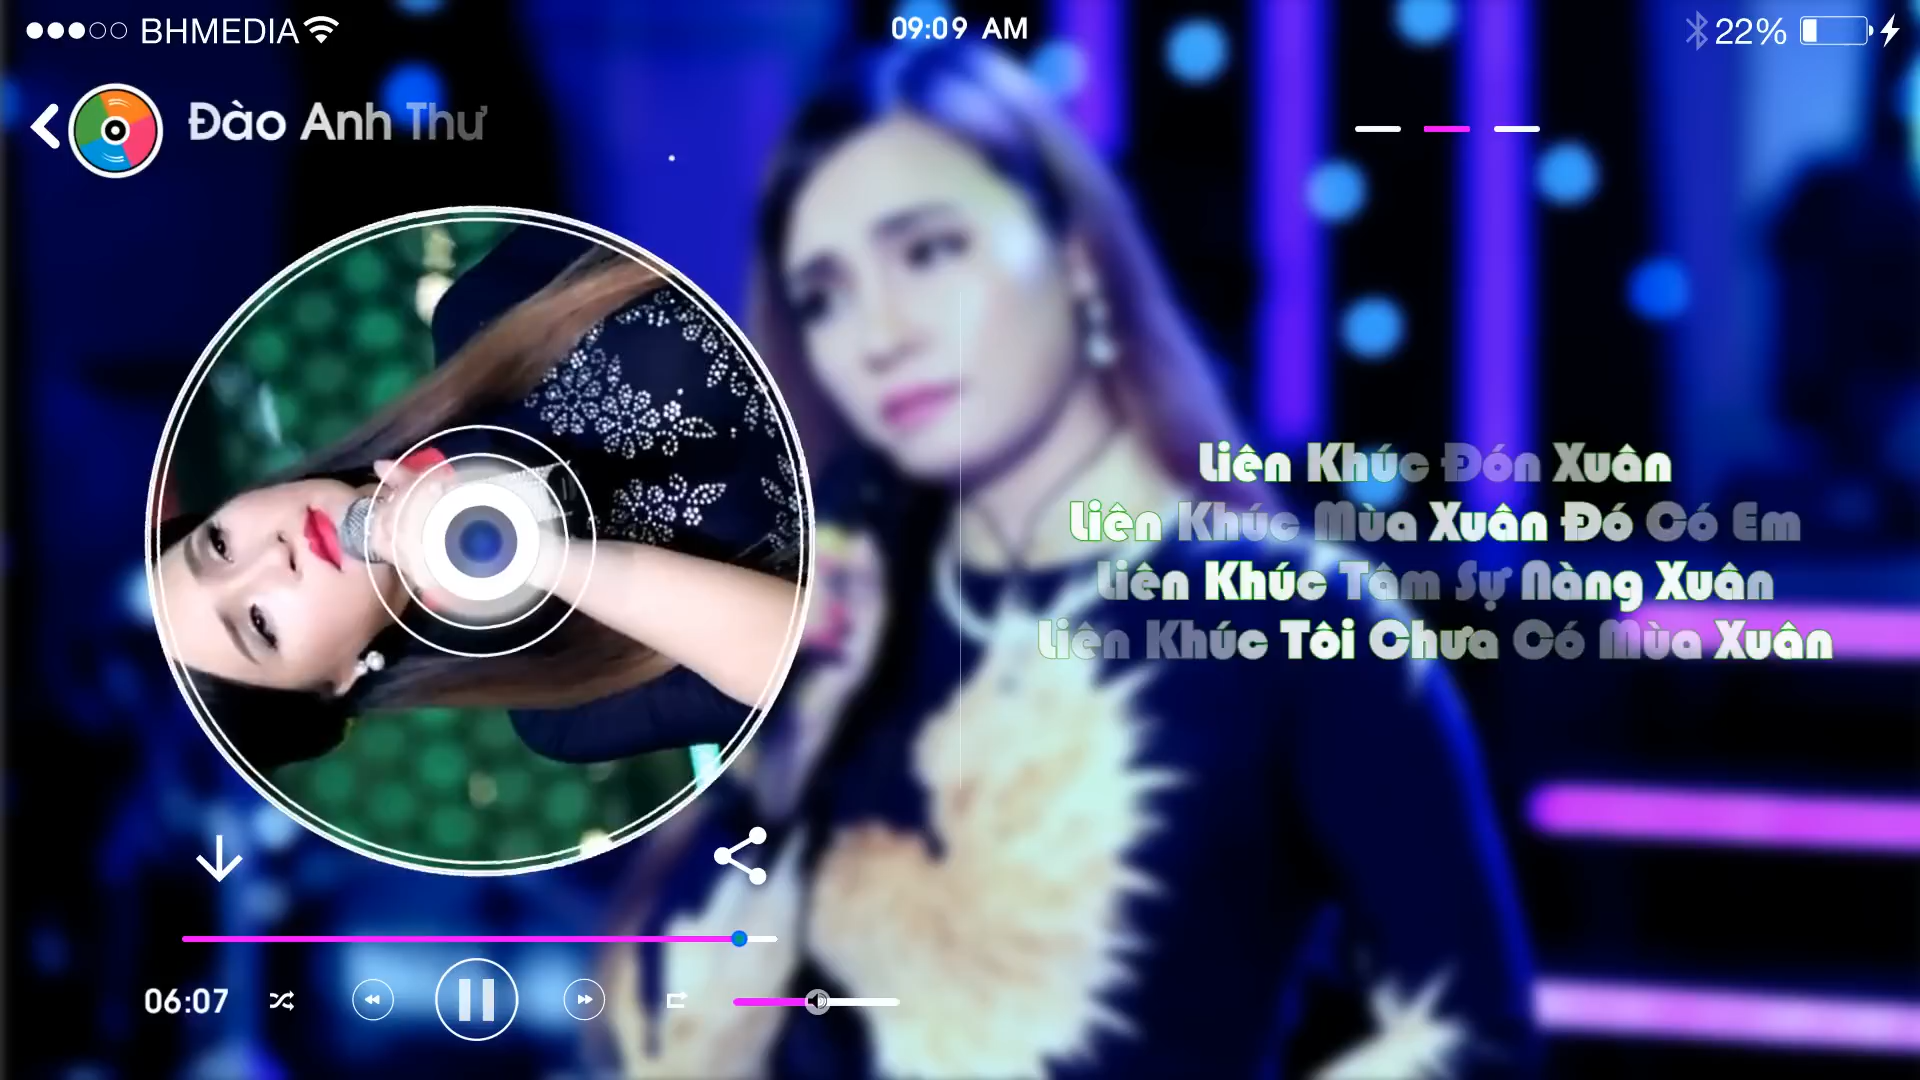 BHMEDIA
09:09 AM
22%
Đào Anh Thư
Liên Khúc Đón Xuân
Liên Khúc Mùa Xuân Đó Có Em
Liên Khúc Tâm Sự Nàng Xuân
Liên Khúc Tôi Chưa Có Mùa Xuân
06:07